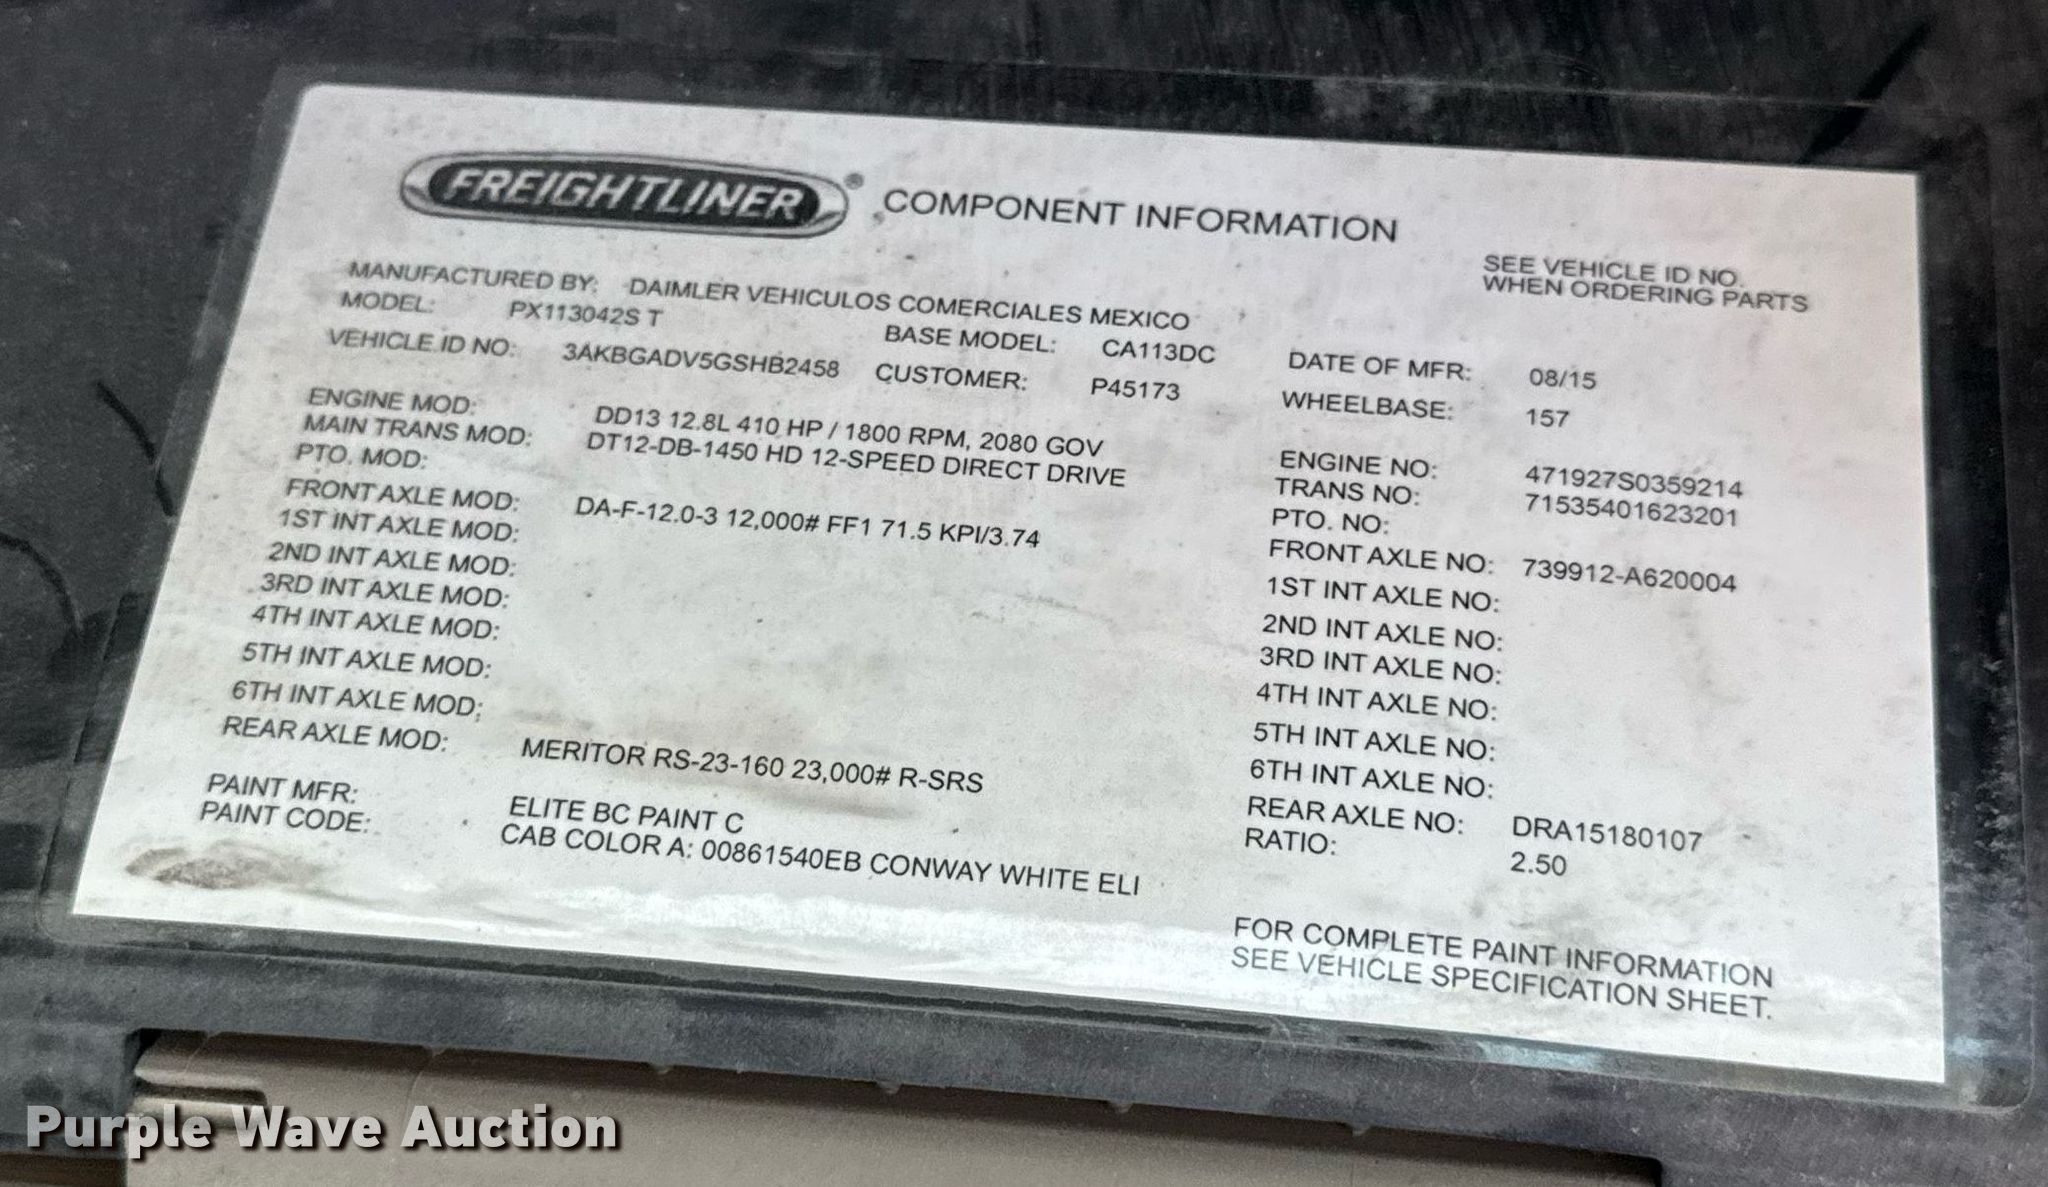 FREIGHTLINER® COMPONENT INFORMATION
SEE VEHICLE ID NO.
WHEN ORDERING PARTS
MANUFACTURED BY: DAIMLER VEHICULOS COMERCIALES MEXICO
MODEL: PX113042S T BASE MODEL: CA113DC DATE OF MFR: 08/15
VEHICLE ID NO: 3AKBGADV5GSHB2458 CUSTOMER: P45173 WHEELBASE: 157
ENGINE MOD: DD13 12.8L 410 HP / 1800 RPM, 2080 GOV ENGINE NO: 471927S0359214
MAIN TRANS MOD: DT12-DB-1450 HD 12-SPEED DIRECT DRIVE TRANS NO: 71535401623201
PTO. MOD: PTO. NO:
FRONT AXLE MOD: DA-F-12.0-3 12,000# FF1 71.5 KPI/3.74 FRONT AXLE NO: 739912-A620004
1ST INT AXLE MOD: 1ST INT AXLE NO:
2ND INT AXLE MOD: 2ND INT AXLE NO:
3RD INT AXLE MOD: 3RD INT AXLE NO:
4TH INT AXLE MOD: 4TH INT AXLE NO:
5TH INT AXLE MOD: 5TH INT AXLE NO:
6TH INT AXLE MOD: 6TH INT AXLE NO:
REAR AXLE MOD: MERITOR RS-23-160 23,000# R-SRS REAR AXLE NO: DRA15180107
RATIO: 2.50
PAINT MFR: ELITE BC PAINT C
PAINT CODE: CAB COLOR A: 00861540EB CONWAY WHITE ELI
FOR COMPLETE PAINT INFORMATION
SEE VEHICLE SPECIFICATION SHEET.
Purple Wave Auction